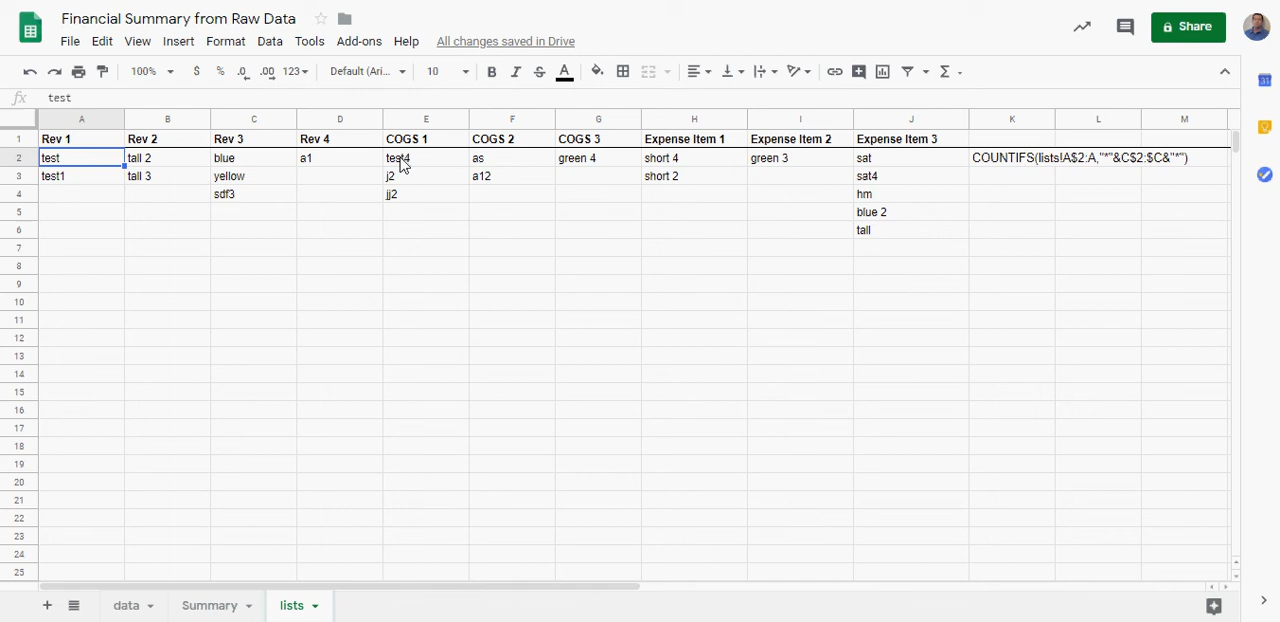 Financial Summary from Raw Data
File Edit View Insert Format Data Tools Add-ons Help All changes saved in Drive
Share
100% $ % .0 .00 123 Default (Ari... 10 B I S A Σ
31
fx test
A B C D E F G H I J K L M
1 Rev 1 Rev 2 Rev 3 Rev 4 COGS 1 COGS 2 COGS 3 Expense Item 1 Expense Item 2 Expense Item 3
2 test tall 2 blue a1 test4 as green 4 short 4 green 3 sat COUNTIFS(lists!A$2:A,"*"&C$2:$C&"*")
3 test1 tall 3 yellow j2 a12 short 2 sat4
4 sdf3 jj2 hm
5 blue 2
6 tall
7
8
9
10
11
12
13
14
15
16
17
18
19
20
21
22
23
24
25
data Summary lists